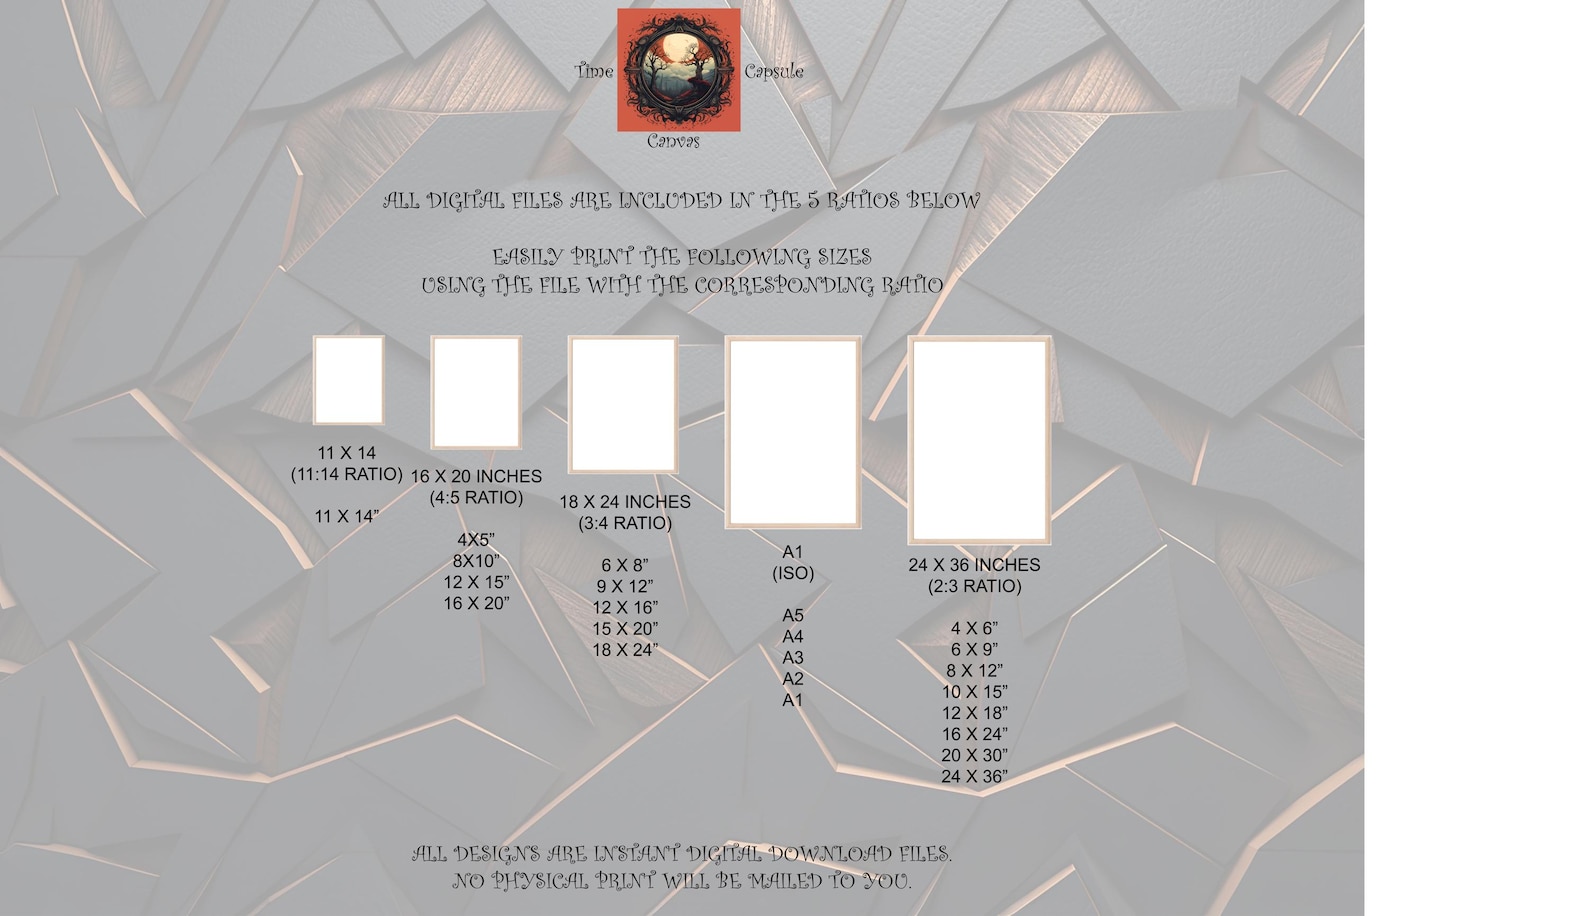 Time Capsule
Canvas
ALL DIGITAL FILES ARE INCLUDED IN THE 5 RATIOS BELOW
EASILY PRINT THE FOLLOWING SIZES
USING THE FILE WITH THE CORRESPONDING RATIO
11 X 14
(11:14 RATIO)
11 X 14”
16 X 20 INCHES
(4:5 RATIO)
4X5”
8X10”
12 X 15”
16 X 20”
18 X 24 INCHES
(3:4 RATIO)
6 X 8”
9 X 12”
12 X 16”
15 X 20”
18 X 24”
A1
(ISO)
A5
A4
A3
A2
A1
24 X 36 INCHES
(2:3 RATIO)
4 X 6”
6 X 9”
8 X 12”
10 X 15”
12 X 18”
16 X 24”
20 X 30”
24 X 36”
ALL DESIGNS ARE INSTANT DIGITAL DOWNLOAD FILES.
NO PHYSICAL PRINT WILL BE MAILED TO YOU.